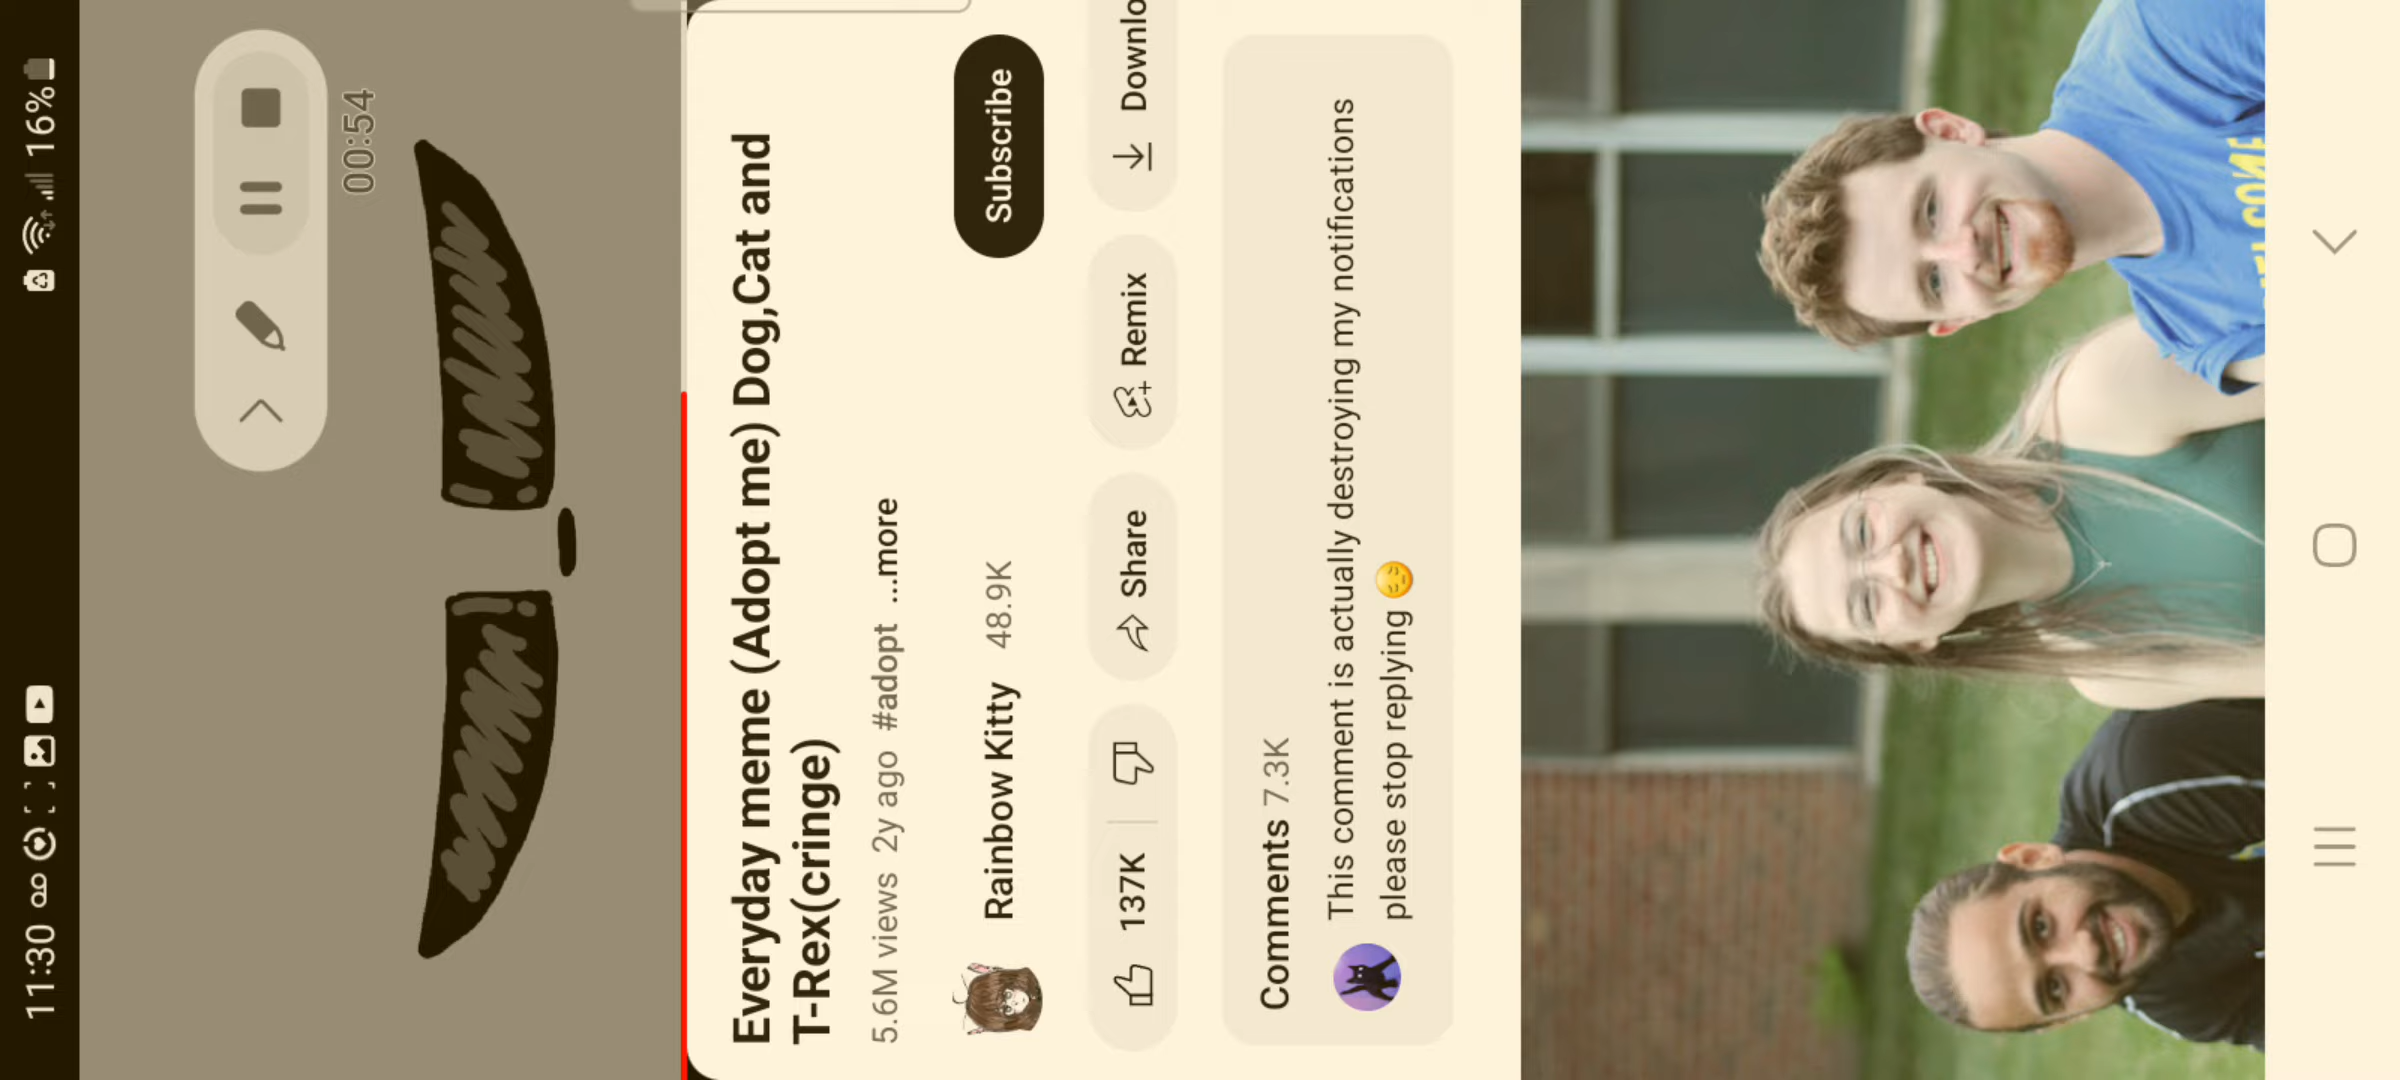 11:30
16%
00:54
Everyday meme (Adopt me) Dog,Cat and
T-Rex(cringe)
5.6M views 2y ago #adopt ...more
Rainbow Kitty 48.9K
Subscribe
137K
Share
Remix
Downlo
Comments 7.3K
This comment is actually destroying my notifications
please stop replying 😔